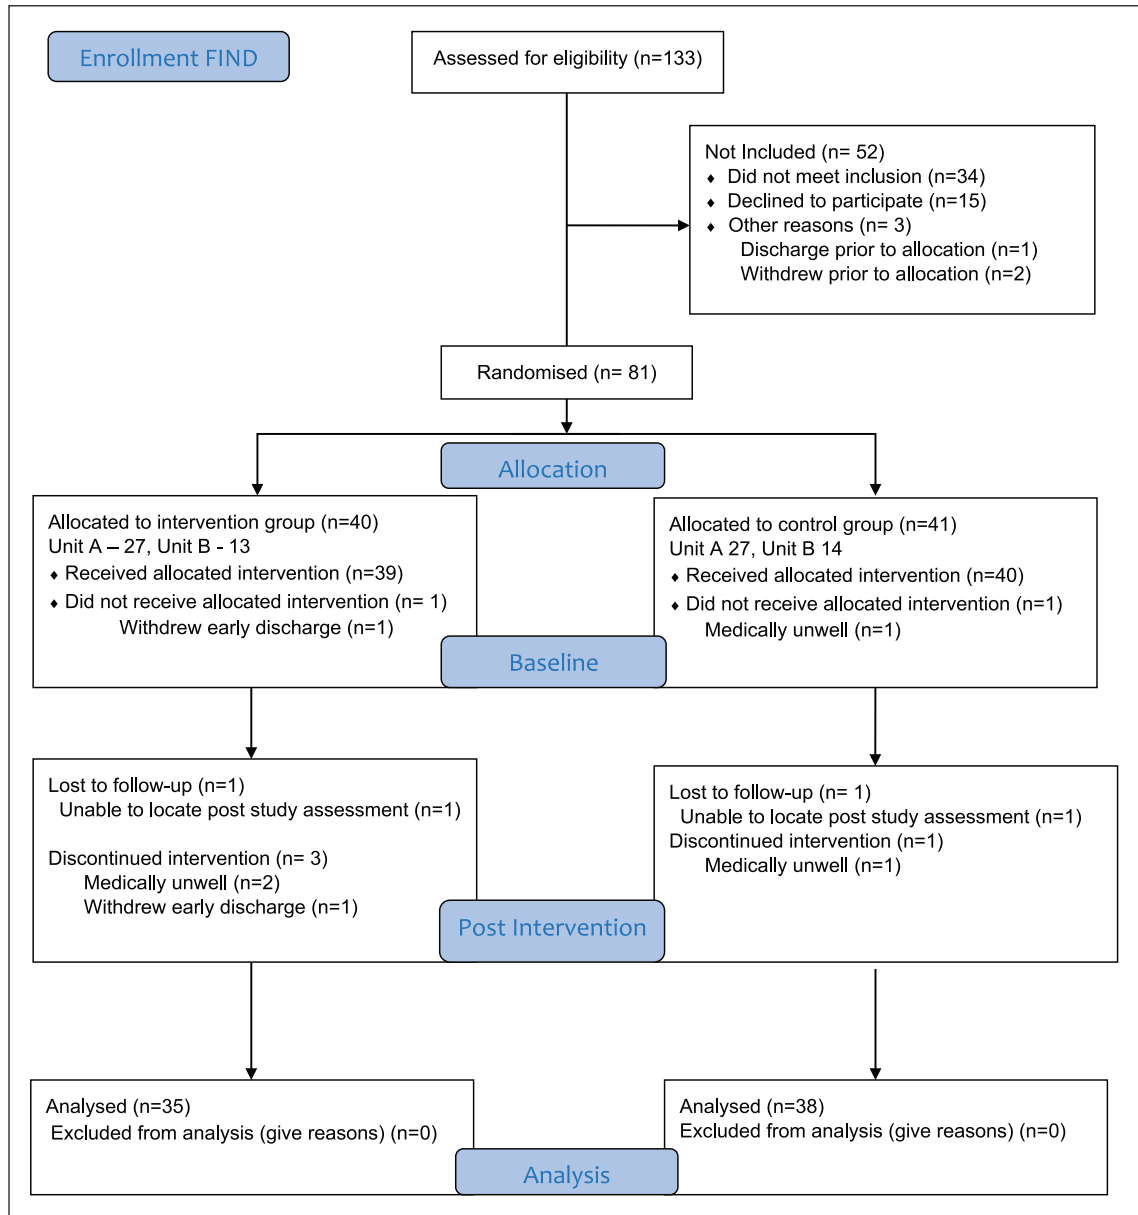 Enrollment FIND
Assessed for eligibility (n=133)
Not Included (n= 52)
♦ Did not meet inclusion (n=34)
♦ Declined to participate (n=15)
♦ Other reasons (n= 3)
Discharge prior to allocation (n=1)
Withdrew prior to allocation (n=2)
Randomised (n= 81)
Allocation
Allocated to intervention group (n=40)
Unit A – 27, Unit B - 13
♦ Received allocated intervention (n=39)
♦ Did not receive allocated intervention (n= 1)
Withdrew early discharge (n=1)
Allocated to control group (n=41)
Unit A 27, Unit B 14
♦ Received allocated intervention (n=40)
♦ Did not receive allocated intervention (n=1)
Medically unwell (n=1)
Baseline
Lost to follow-up (n=1)
Unable to locate post study assessment (n=1)
Discontinued intervention (n= 3)
Medically unwell (n=2)
Withdrew early discharge (n=1)
Lost to follow-up (n= 1)
Unable to locate post study assessment (n=1)
Discontinued intervention (n=1)
Medically unwell (n=1)
Post Intervention
Analysed (n=35)
Excluded from analysis (give reasons) (n=0)
Analysed (n=38)
Excluded from analysis (give reasons) (n=0)
Analysis